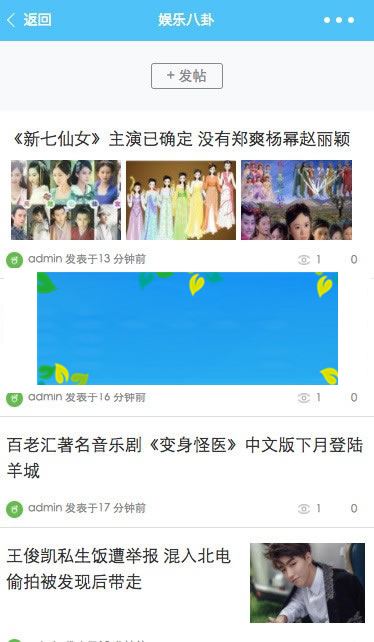 返回
娱乐八卦
+ 发帖
《新七仙女》主演已确定 没有郑爽杨幂赵丽颖
admin 发表于13 分钟前
1
0
admin 发表于16 分钟前
1
0
百老汇著名音乐剧《变身怪医》中文版下月登陆
羊城
admin 发表于17 分钟前
1
0
王俊凯私生饭遭举报 混入北电
偷拍被发现后带走